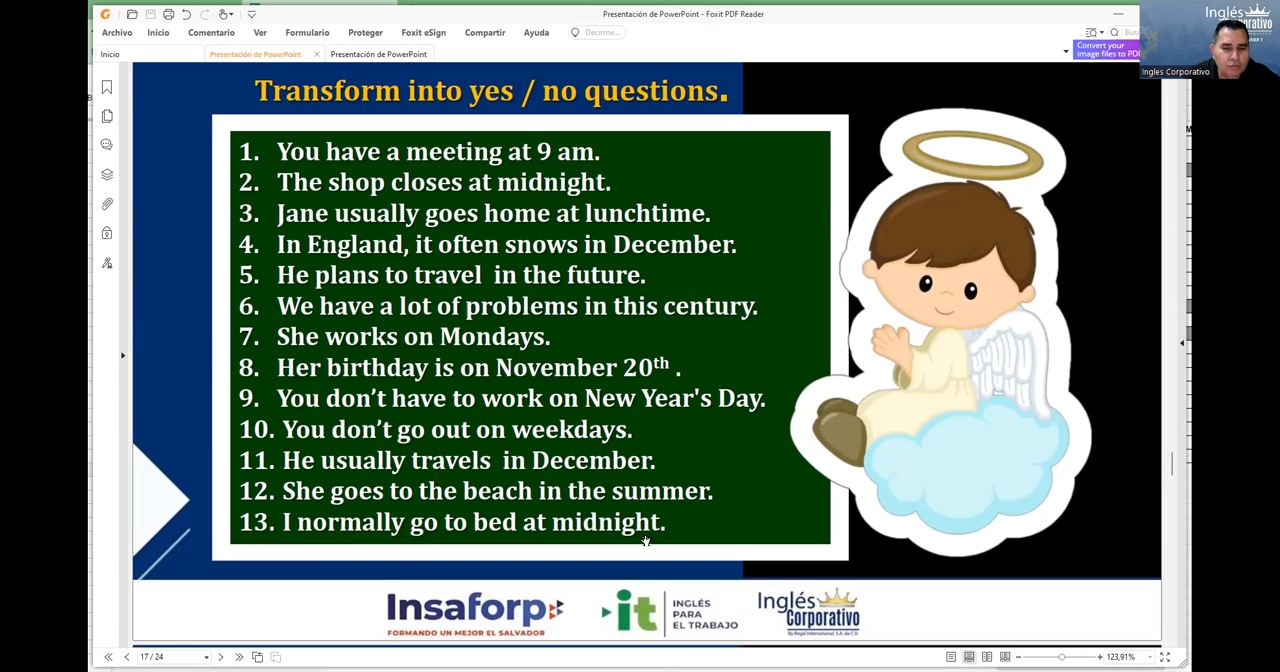 Presentación de PowerPoint - Foxit PDF Reader
Archivo Inicio Comentario Ver Formulario Proteger Foxit eSign Compartir Ayuda Decirme...
Inicio Presentación de PowerPoint Presentación de PowerPoint
Convert your
image files to PDF
Inglés
Corporativo
Ingles Corporativo
Transform into yes / no questions.
1. You have a meeting at 9 am.
2. The shop closes at midnight.
3. Jane usually goes home at lunchtime.
4. In England, it often snows in December.
5. He plans to travel in the future.
6. We have a lot of problems in this century.
7. She works on Mondays.
8. Her birthday is on November 20th .
9. You don’t have to work on New Year's Day.
10. You don’t go out on weekdays.
11. He usually travels in December.
12. She goes to the beach in the summer.
13. I normally go to bed at midnight.
Insaforp
FORMANDO UN MEJOR EL SALVADOR
it
INGLÉS
PARA
EL TRABAJO
Inglés
Corporativo
By Regal International, S.A. de C.V.
17 / 24
123,91%